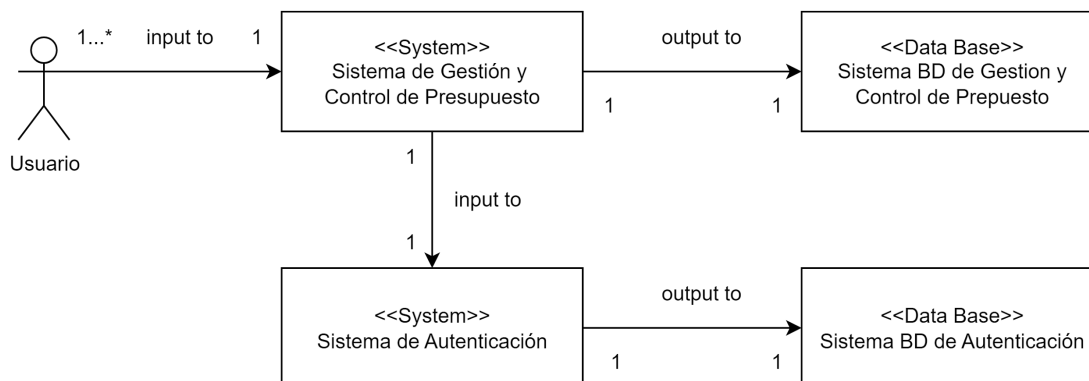 1...* input to 1
Usuario
<<System>>
Sistema de Gestión y
Control de Presupuesto
output to
1 1
<<Data Base>>
Sistema BD de Gestion y
Control de Prepuesto
1
input to
1
<<System>>
Sistema de Autenticación
output to
1 1
<<Data Base>>
Sistema BD de Autenticación